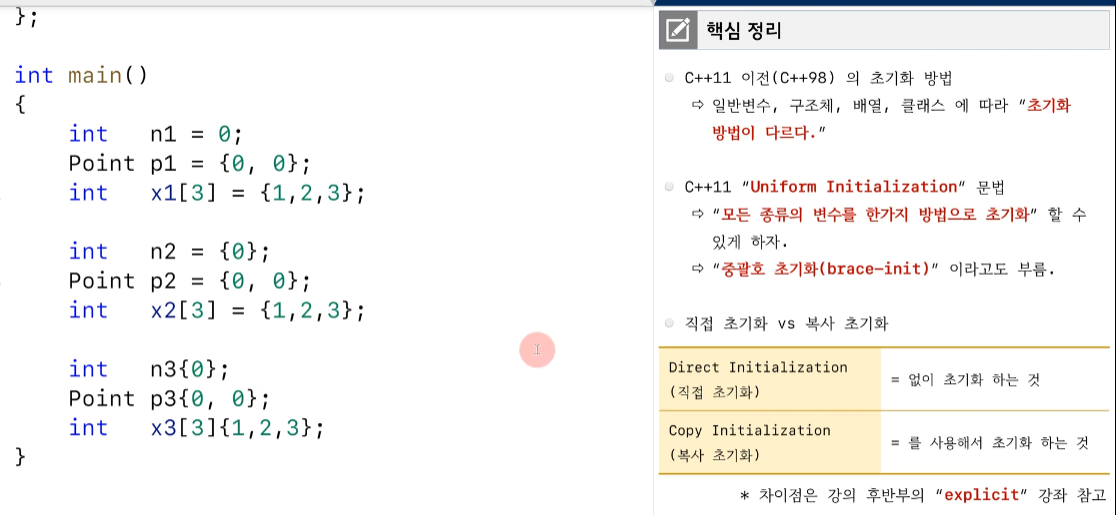 };
int main()
{
int n1 = 0;
Point p1 = {0, 0};
int x1[3] = {1,2,3};
int n2 = {0};
Point p2 = {0, 0};
int x2[3] = {1,2,3};
int n3{0};
Point p3{0, 0};
int x3[3]{1,2,3};
}
핵심 정리
C++11 이전(C++98) 의 초기화 방법
⇨ 일반변수, 구조체, 배열, 클래스 에 따라 "초기화
방법이 다르다."
C++11 "Uniform Initialization" 문법
⇨ "모든 종류의 변수를 한가지 방법으로 초기화" 할 수
있게 하자.
⇨ "중괄호 초기화(brace-init)" 이라고도 부름.
직접 초기화 vs 복사 초기화
Direct Initialization
(직접 초기화)
= 없이 초기화 하는 것
Copy Initialization
(복사 초기화)
= 를 사용해서 초기화 하는 것
* 차이점은 강의 후반부의 "explicit" 강좌 참고